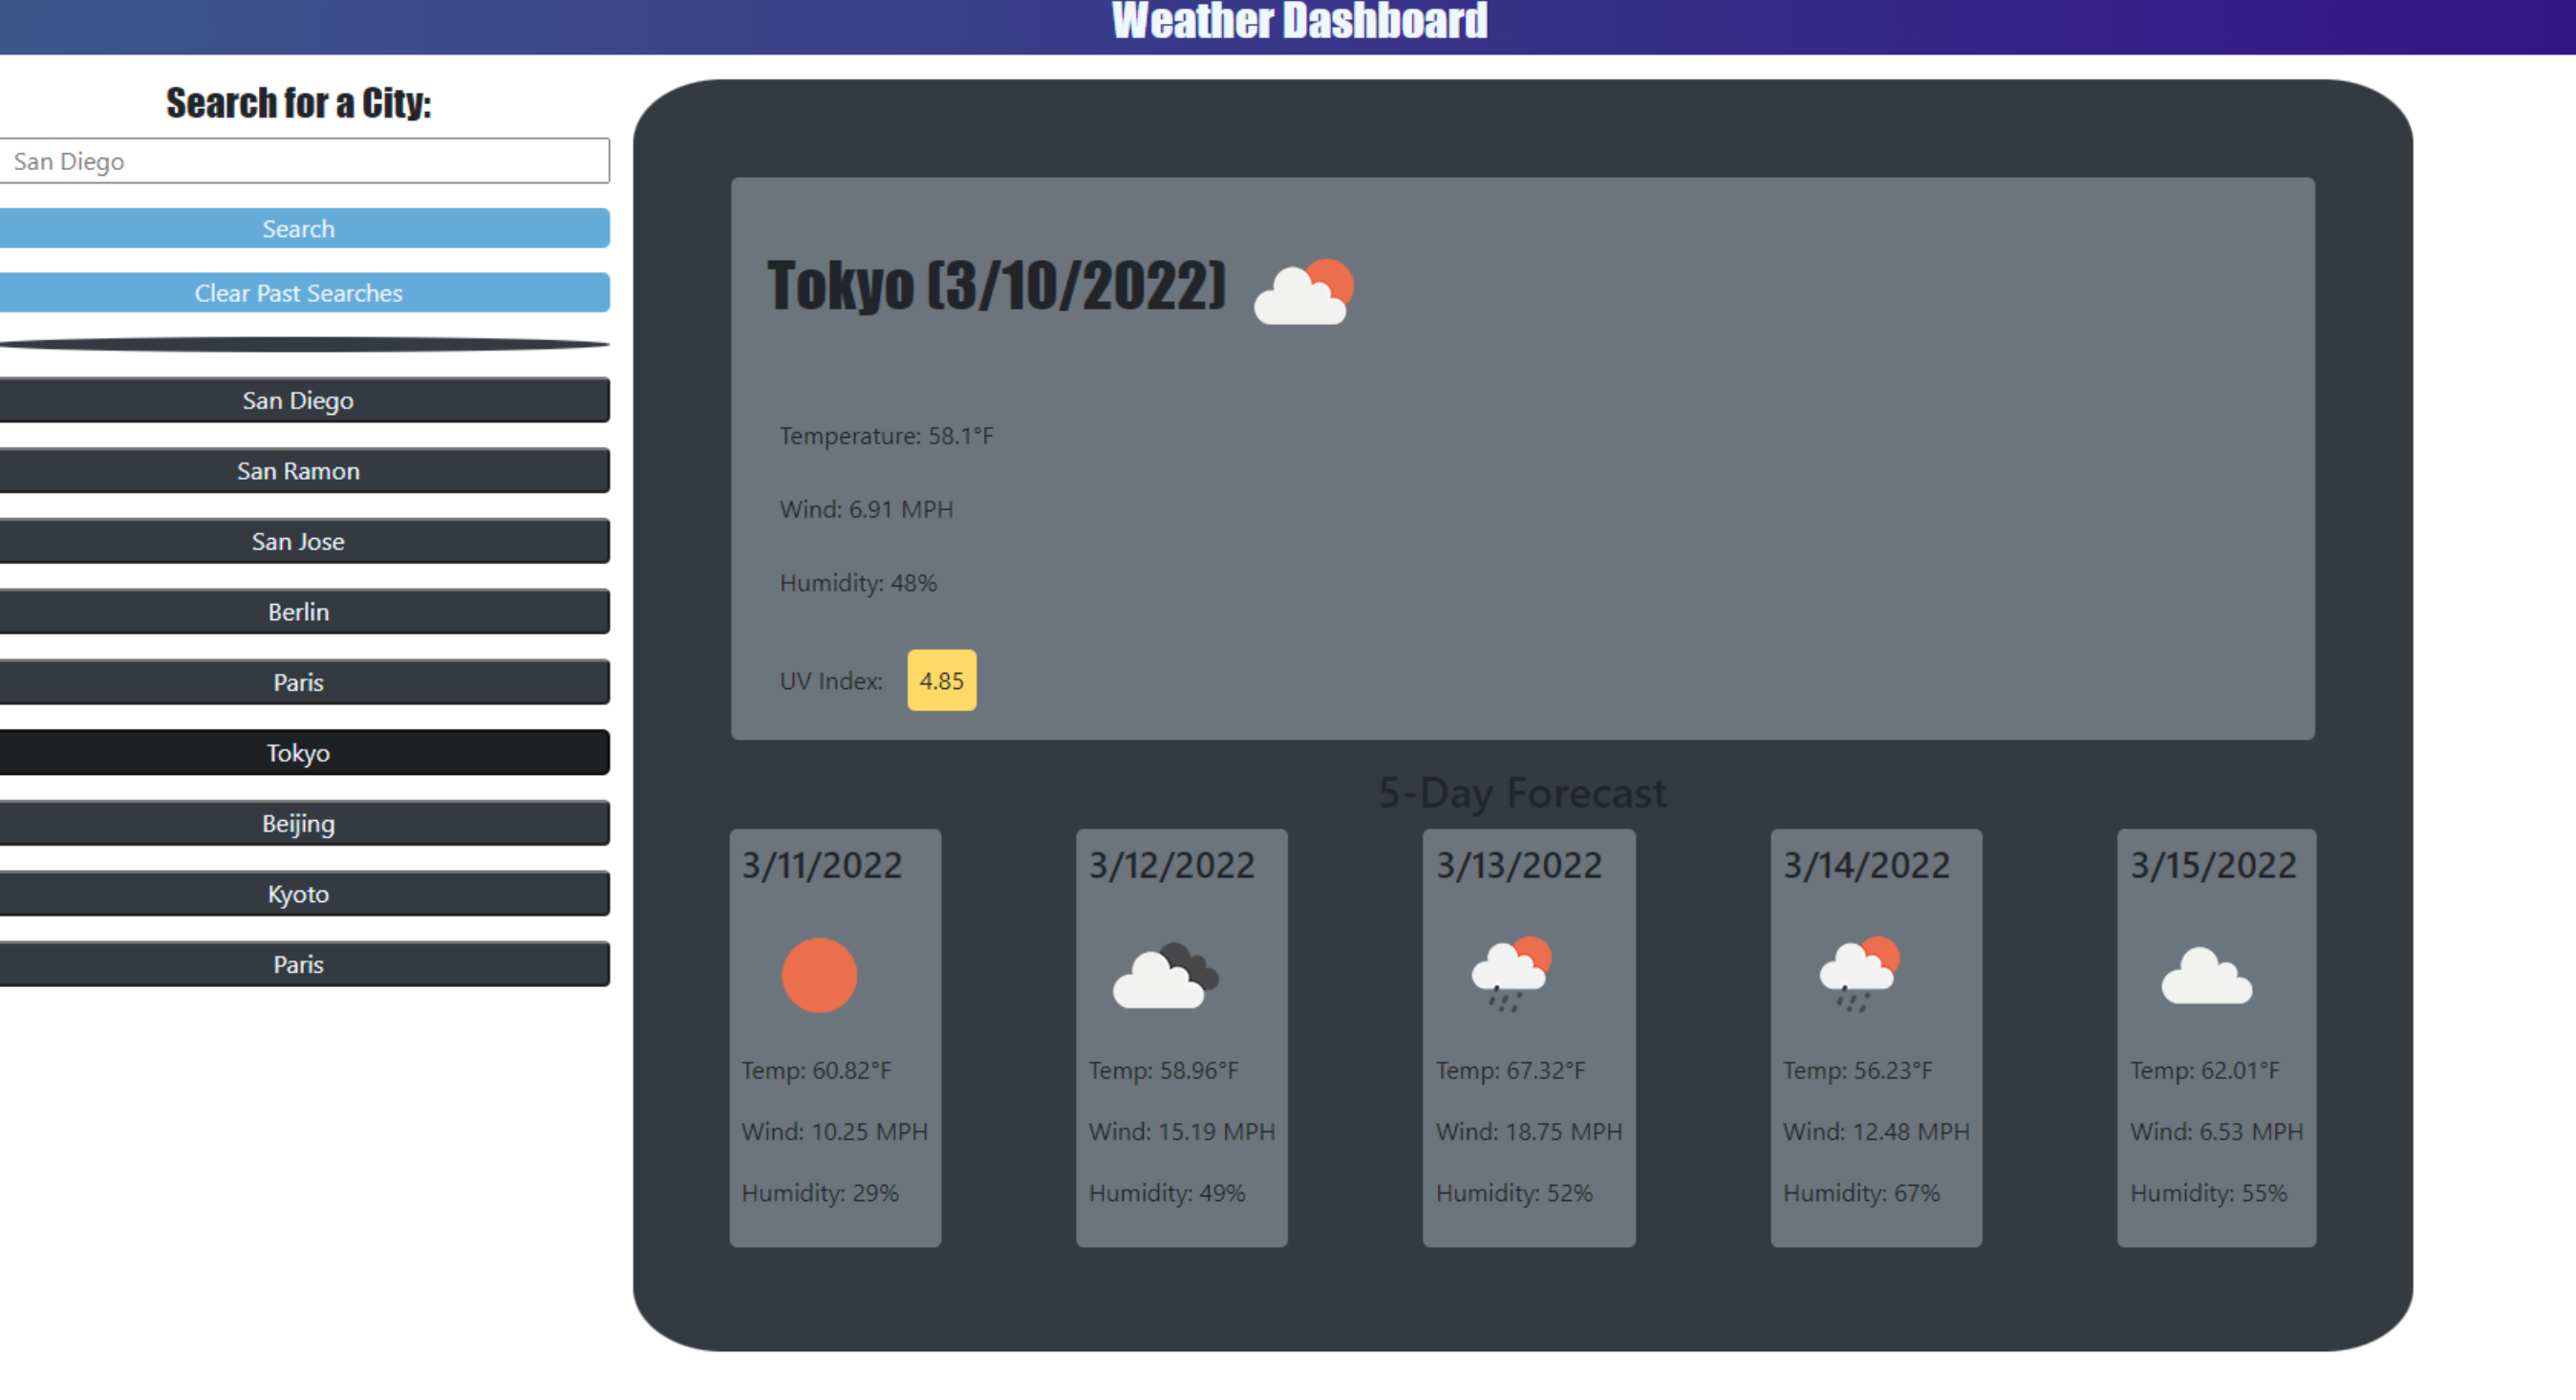 Weather Dashboard
Search for a City:
San Diego
Search
Clear Past Searches
San Diego
San Ramon
San Jose
Berlin
Paris
Tokyo
Beijing
Kyoto
Paris
Tokyo (3/10/2022)
Temperature: 58.1°F
Wind: 6.91 MPH
Humidity: 48%
UV Index: 4.85
5-Day Forecast
3/11/2022
Temp: 60.82°F
Wind: 10.25 MPH
Humidity: 29%
3/12/2022
Temp: 58.96°F
Wind: 15.19 MPH
Humidity: 49%
3/13/2022
Temp: 67.32°F
Wind: 18.75 MPH
Humidity: 52%
3/14/2022
Temp: 56.23°F
Wind: 12.48 MPH
Humidity: 67%
3/15/2022
Temp: 62.01°F
Wind: 6.53 MPH
Humidity: 55%